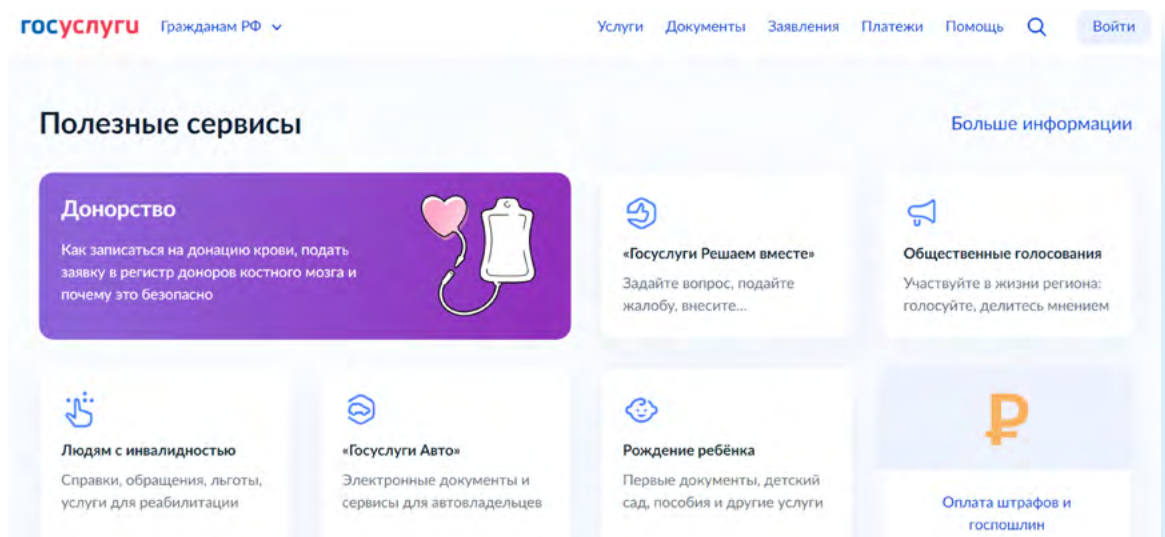 госуслуги Гражданам РФ Услуги Документы Заявления Платежи Помощь Войти
Полезные сервисы Больше информации
Донорство
Как записаться на донацию крови, подать
заявку в регистр доноров костного мозга и
почему это безопасно
«Госуслуги Решаем вместе»
Задайте вопрос, подайте
жалобу, внесите...
Общественные голосования
Участвуйте в жизни региона:
голосуйте, делитесь мнением
Людям с инвалидностью
Справки, обращения, льготы,
услуги для реабилитации
«Госуслуги Авто»
Электронные документы и
сервисы для автовладельцев
Рождение ребёнка
Первые документы, детский
сад, пособия и другие услуги
₽
Оплата штрафов и
госпошлин